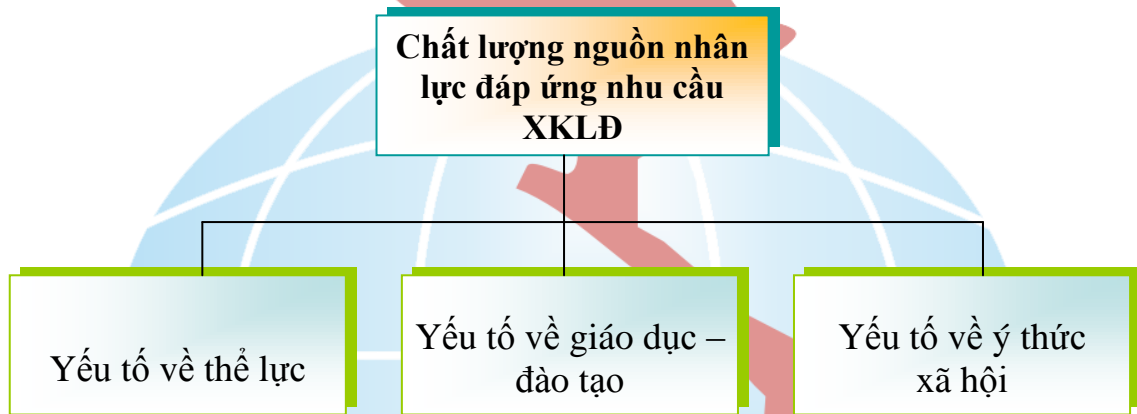 Chất lượng nguồn nhân
lực đáp ứng nhu cầu
XKLĐ
Yếu tố về thể lực
Yếu tố về giáo dục –
đào tạo
Yếu tố về ý thức
xã hội